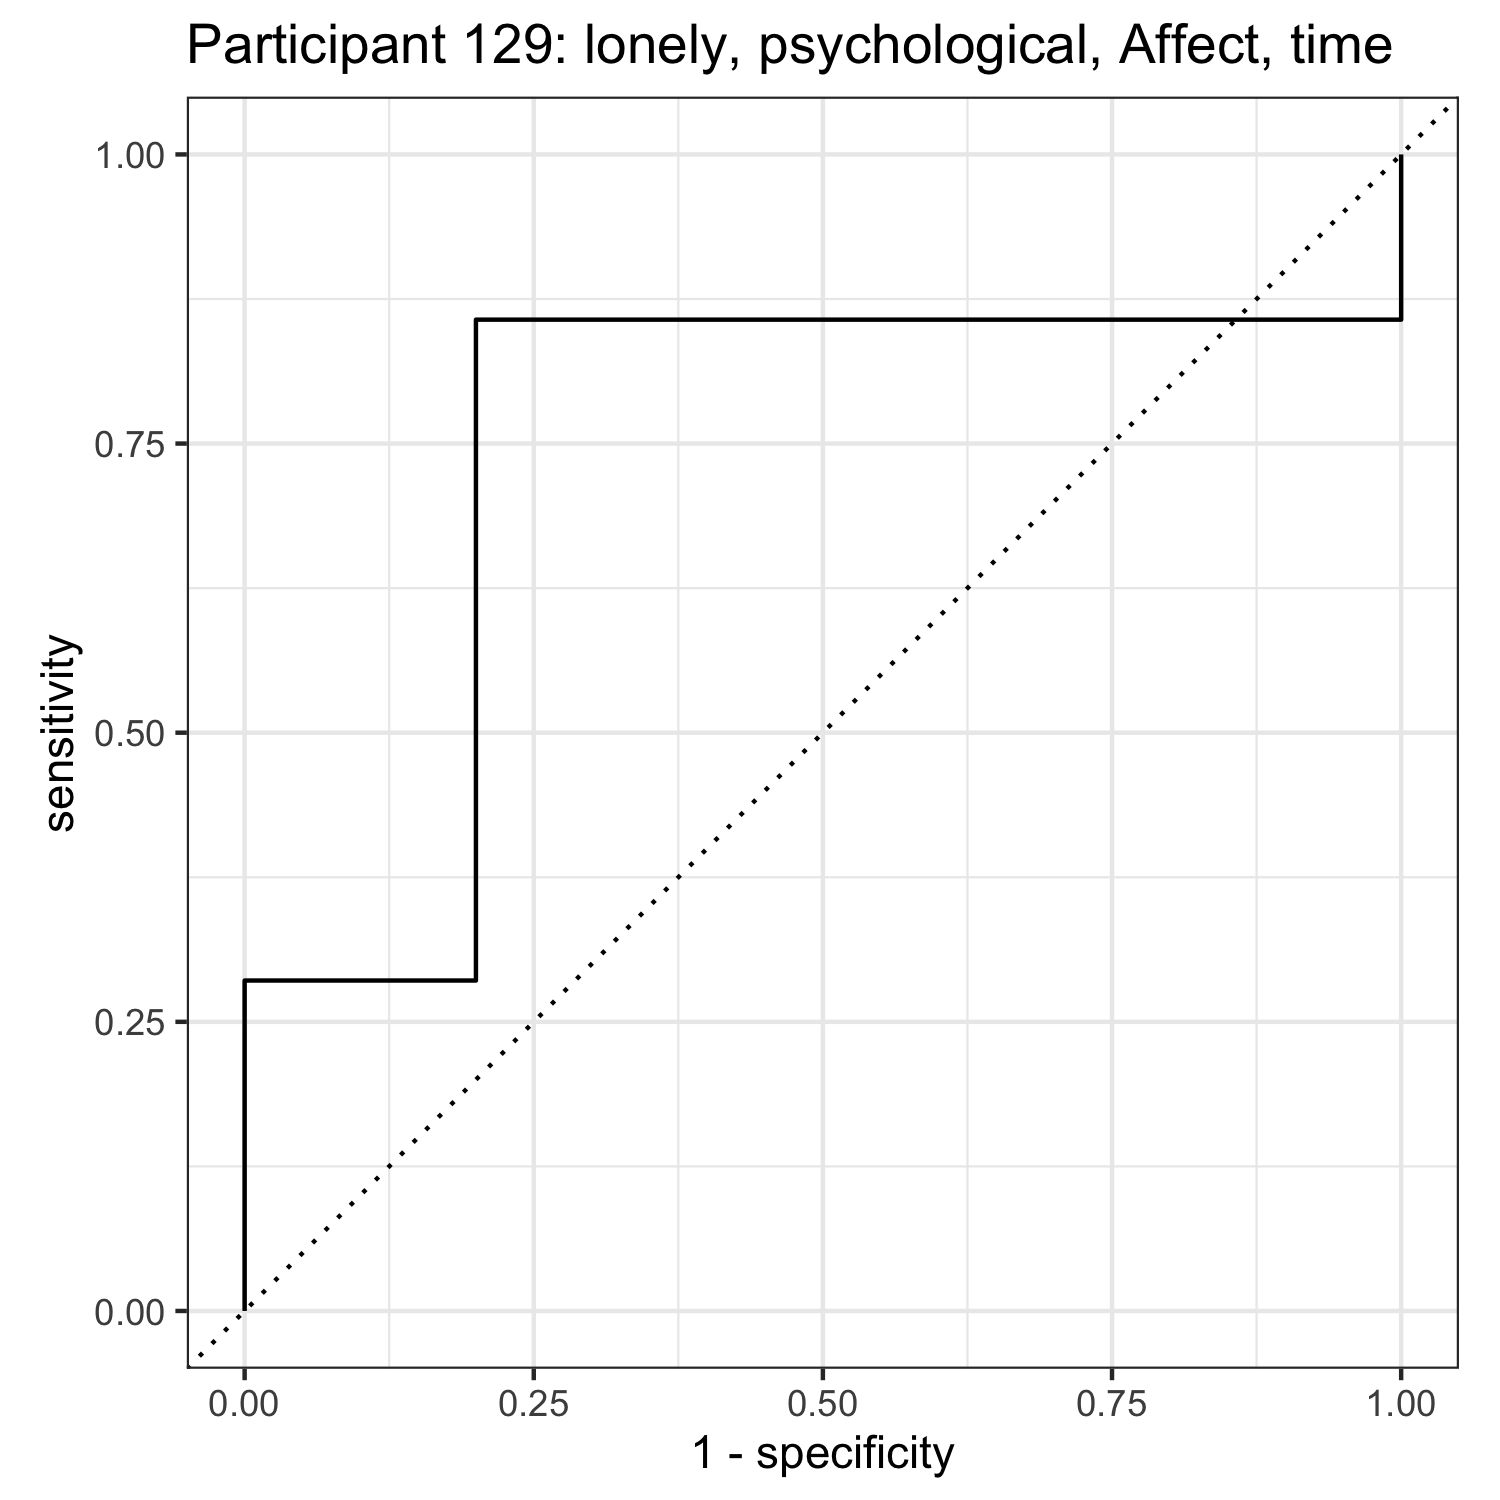 Participant 129: lonely, psychological, Affect, time
1.00
0.75
0.50
0.25
0.00
sensitivity
0.00 0.25 0.50 0.75 1.00
1 - specificity